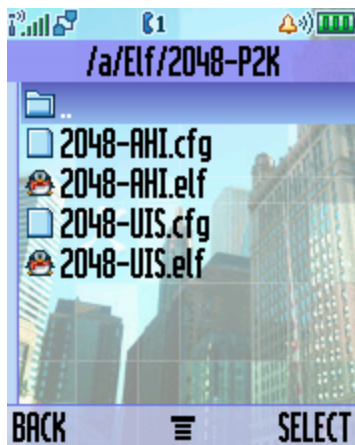 1
/a/Elf/2048-P2K
..
2048-AHI.cfg
2048-AHI.elf
2048-UIS.cfg
2048-UIS.elf
BACK SELECT